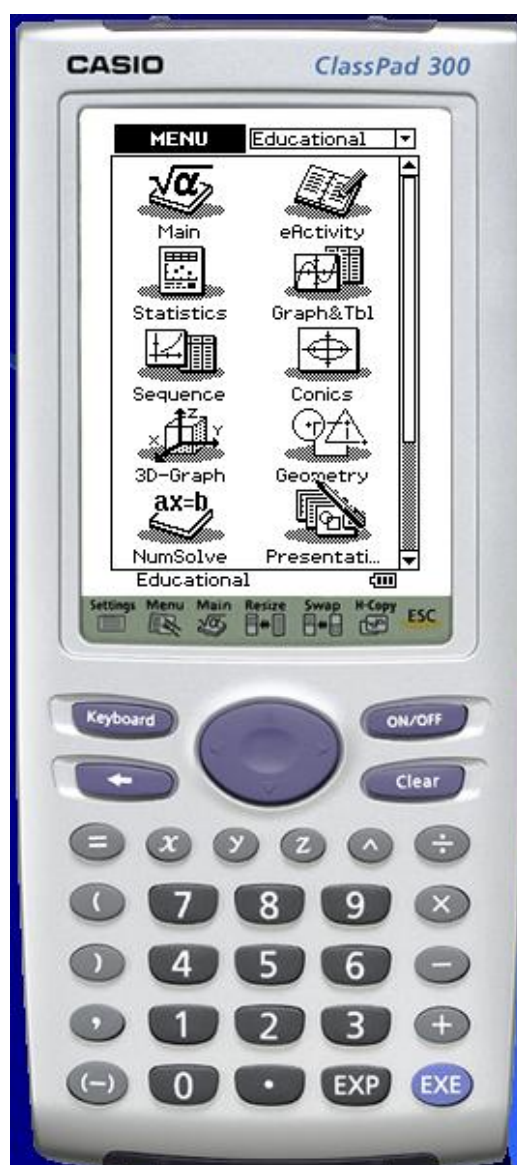 CASIO ClassPad 300
MENU Educational
√α
Main eActivity
Statistics Graph&Tbl
Sequence Conics
Z
X Y
r
3D-Graph Geometry
ax=b
NumSolve Presentati...
Educational
Settings Menu Main Resize Swap H-Copy ESC
√α
Keyboard ON/OFF
Clear
= x y z ^ ÷
( 7 8 9 ×
) 4 5 6 −
, 1 2 3 +
(−) 0 . EXP EXE